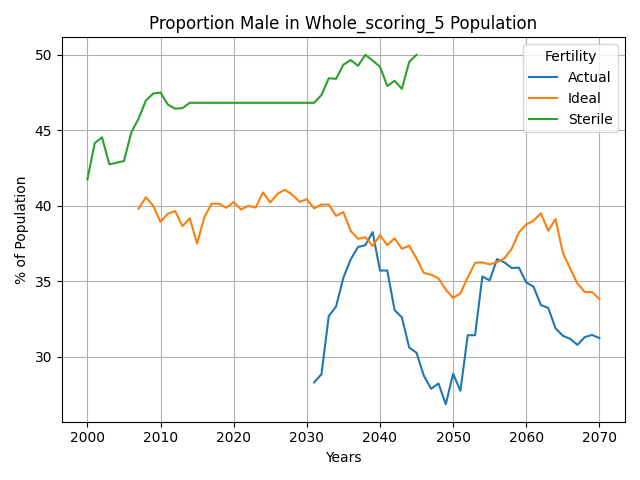 Proportion Male in Whole_scoring_5 Population
% of Population
50
45
40
35
30
Fertility
Actual
Ideal
Sterile
2000 2010 2020 2030 2040 2050 2060 2070
Years